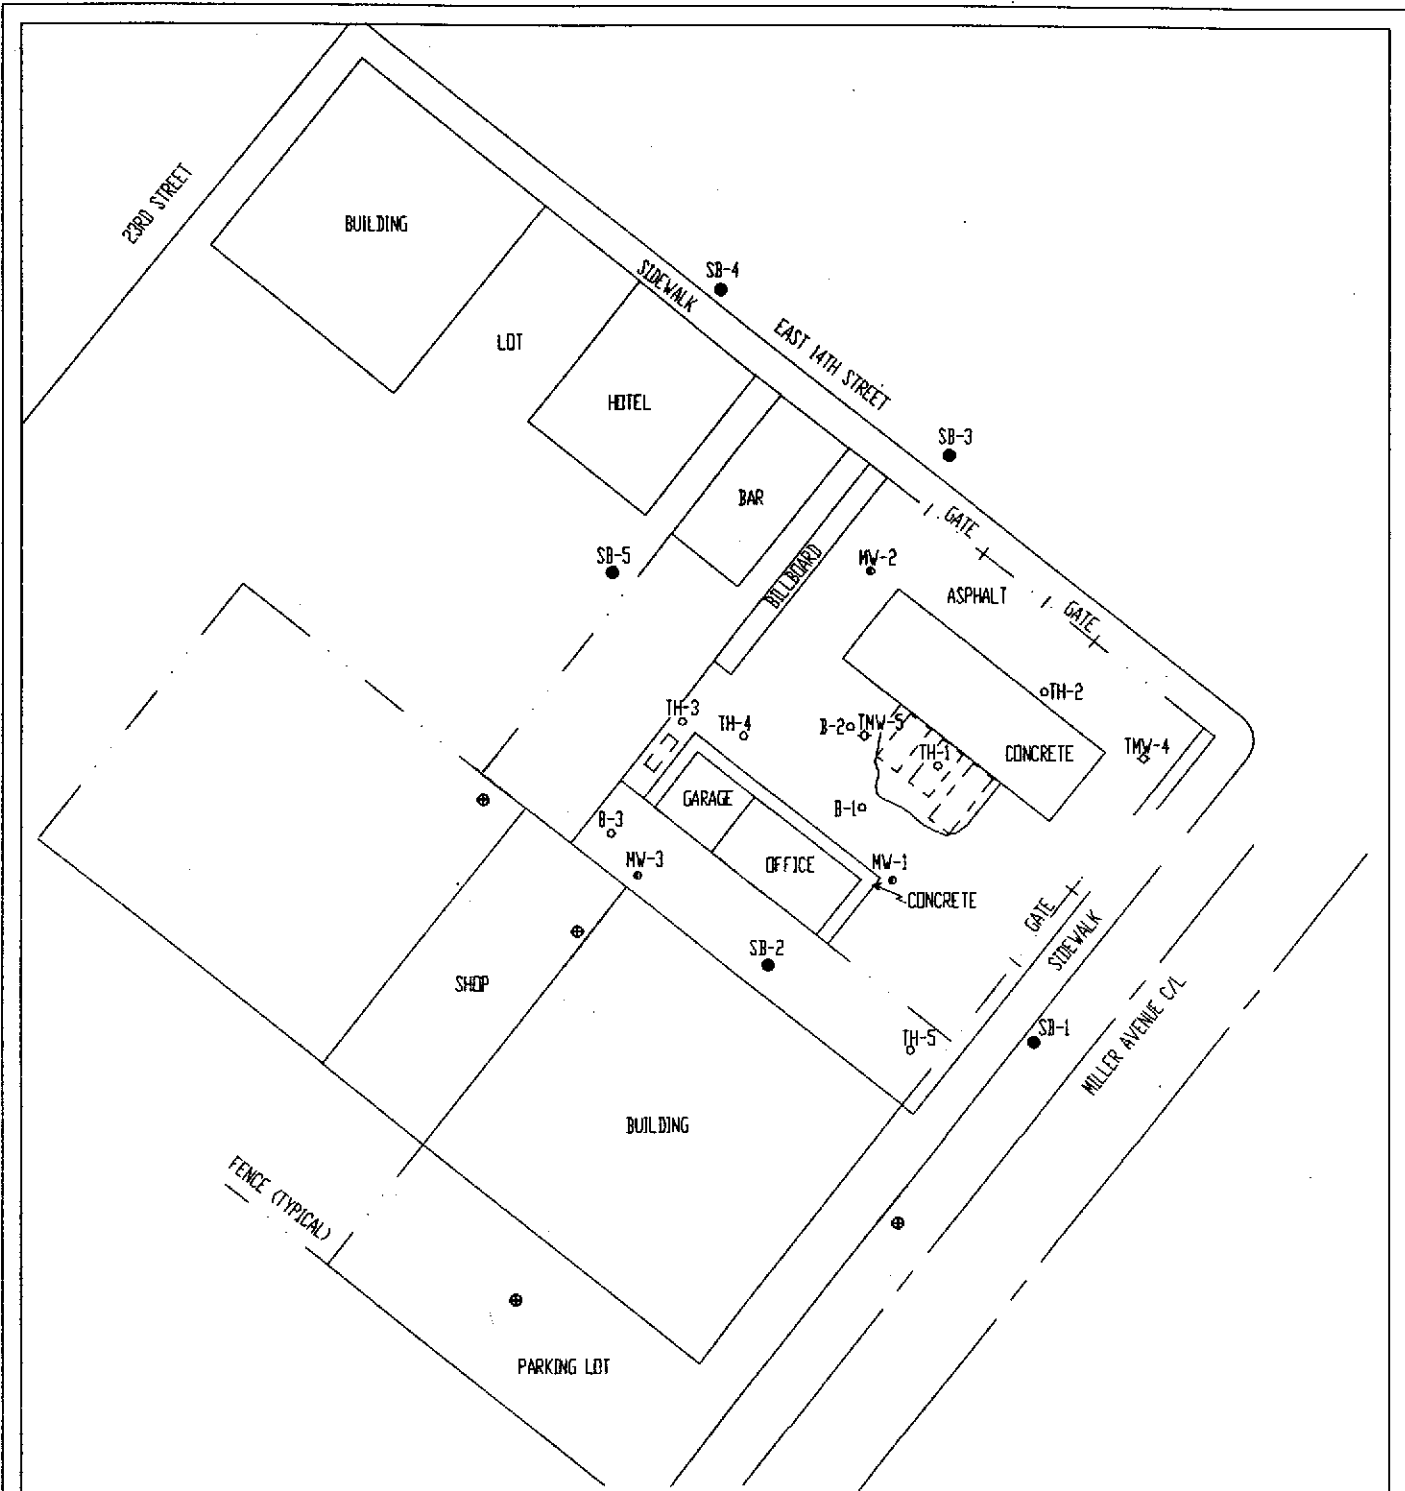 23RD STREET
BUILDING
SIDEWALK
SB-4
LOT
EAST 14TH STREET
HOTEL
SB-3
BAR
GATE
SB-5
MW-2
BILLBOARD
ASPHALT
GATE
TH-2
TH-3
TH-4
B-2
TMW-5
TH-1
CONCRETE
TMW-4
GARAGE
B-1
B-3
MW-3
OFFICE
MW-1
CONCRETE
GATE
SIDEWALK
SB-2
SHOP
TH-5
SB-1
MILLER AVENUE C/L
BUILDING
FENCE (TYPICAL)
PARKING LOT